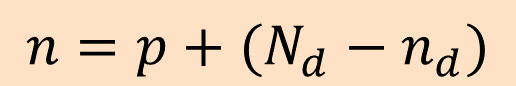 n = p + (N_d − n_d)